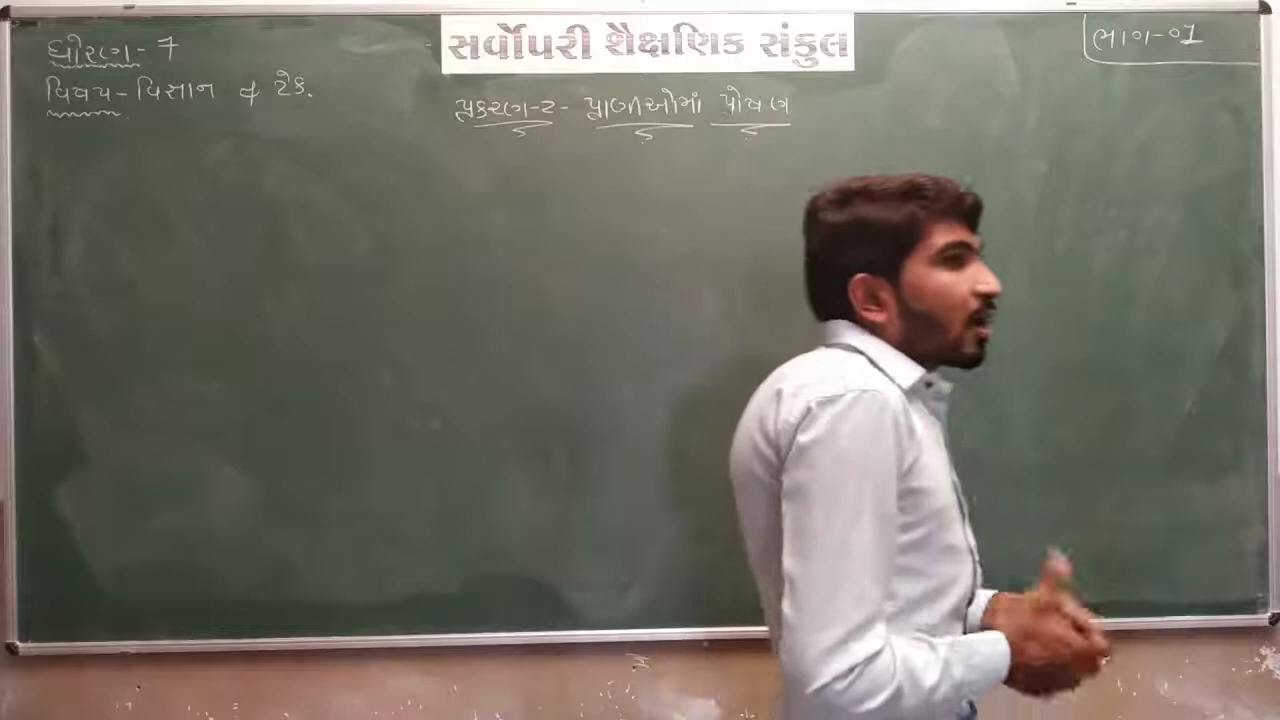 સર્વોપરી શૈક્ષણિક સંકુલ
ધોરણ-7
ભાગ-01
વિષય-વિજ્ઞાન & ટેક.
પ્રકરણ-2- પ્રાણીઓમાં પોષણ